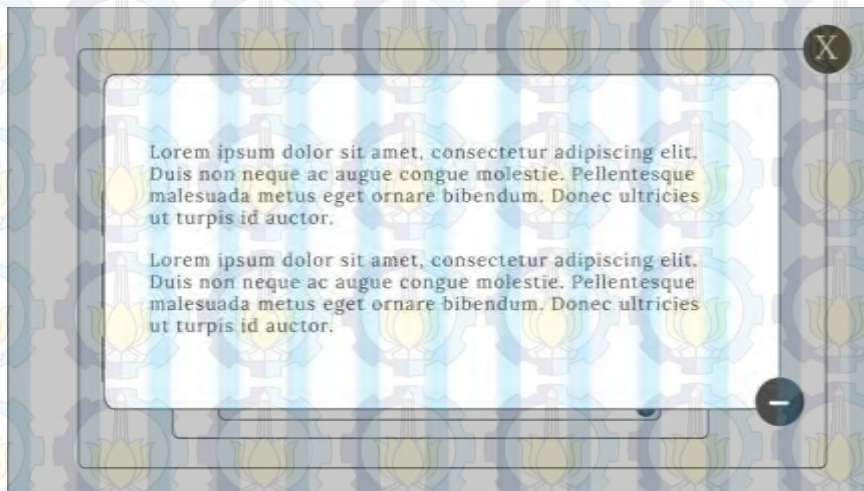 X
Lorem ipsum dolor sit amet, consectetur adipiscing elit.
Duis non neque ac augue congue molestie. Pellentesque
malesuada metus eget ornare bibendum. Donec ultricies
ut turpis id auctor.
Lorem ipsum dolor sit amet, consectetur adipiscing elit.
Duis non neque ac augue congue molestie. Pellentesque
malesuada metus eget ornare bibendum. Donec ultricies
ut turpis id auctor.